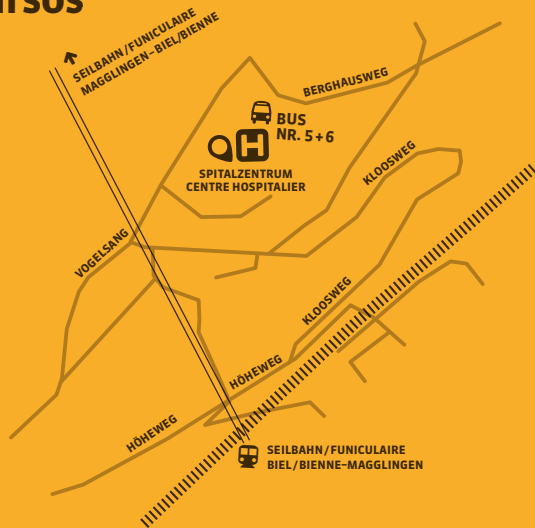 SEILBAHN/FUNICULAIRE
MAGGLINGEN–BIEL/BIENNE
BERGHAUSWEG
BUS
NR. 5+6
H
SPITALZENTRUM
CENTRE HOSPITALIER
KLOOSWEG
VOGELSANG
KLOOSWEG
HÖHEWEG
HÖHEWEG
SEILBAHN/FUNICULAIRE
BIEL/BIENNE–MAGGLINGEN